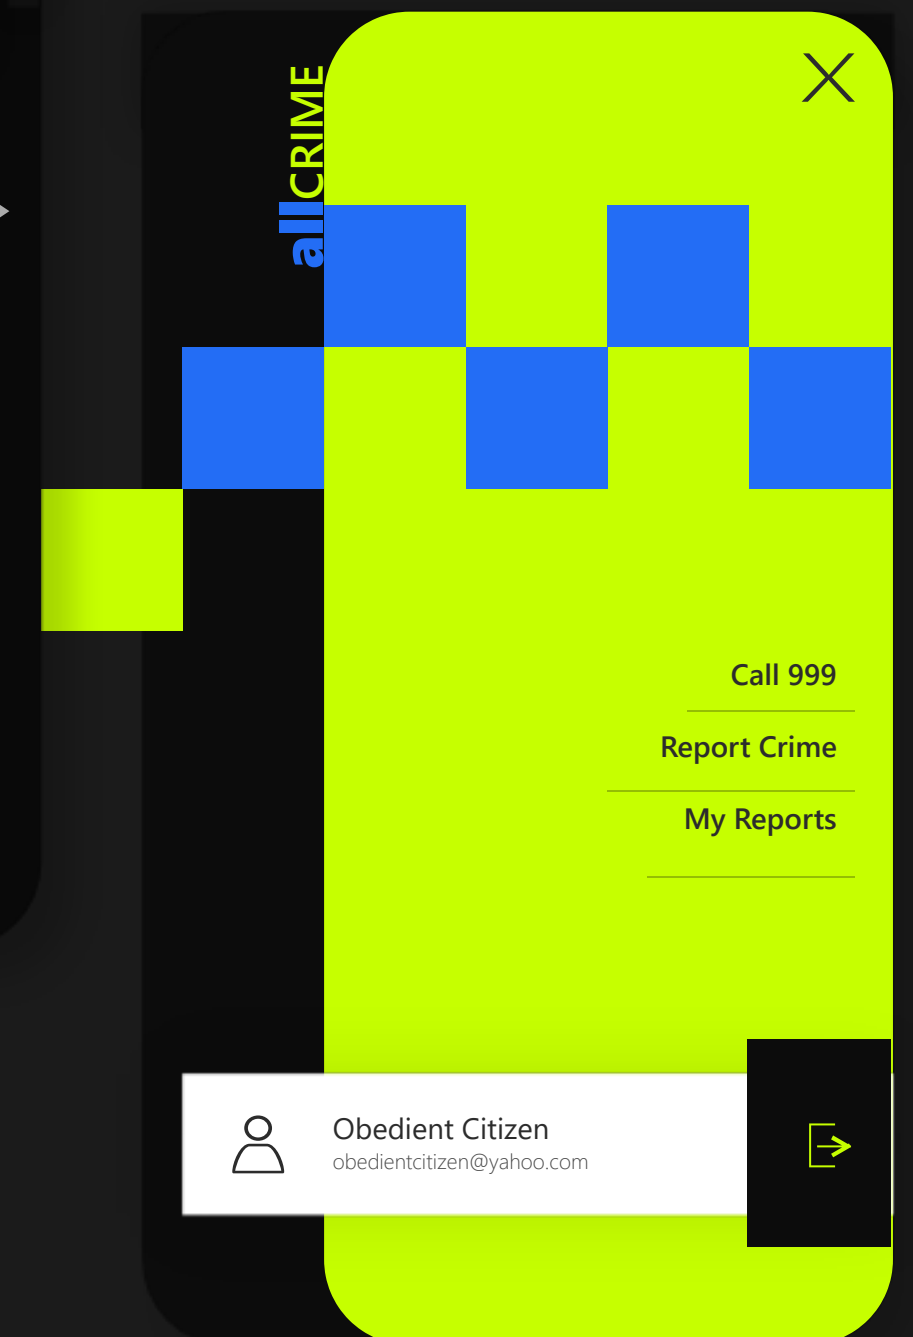 allCRIME
Call 999
Report Crime
My Reports
Obedient Citizen
obedientcitizen@yahoo.com